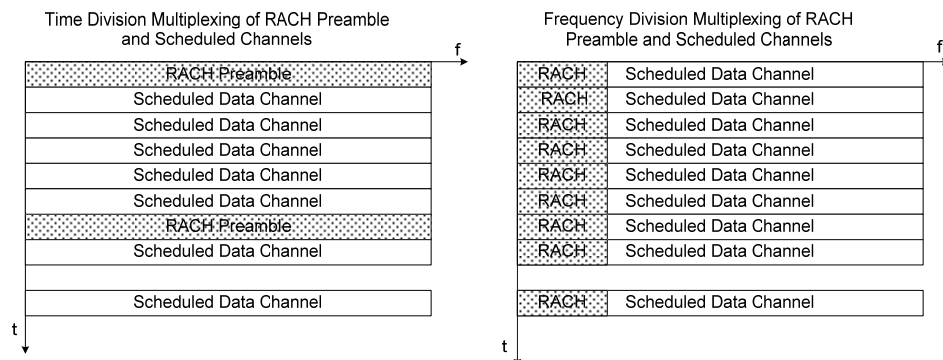 Time Division Multiplexing of RACH Preamble
and Scheduled Channels
f
RACH Preamble
Scheduled Data Channel
Scheduled Data Channel
Scheduled Data Channel
Scheduled Data Channel
Scheduled Data Channel
RACH Preamble
Scheduled Data Channel
Scheduled Data Channel
t
Frequency Division Multiplexing of RACH
Preamble and Scheduled Channels
f
RACH Scheduled Data Channel
RACH Scheduled Data Channel
RACH Scheduled Data Channel
RACH Scheduled Data Channel
RACH Scheduled Data Channel
RACH Scheduled Data Channel
RACH Scheduled Data Channel
RACH Scheduled Data Channel
RACH Scheduled Data Channel
t